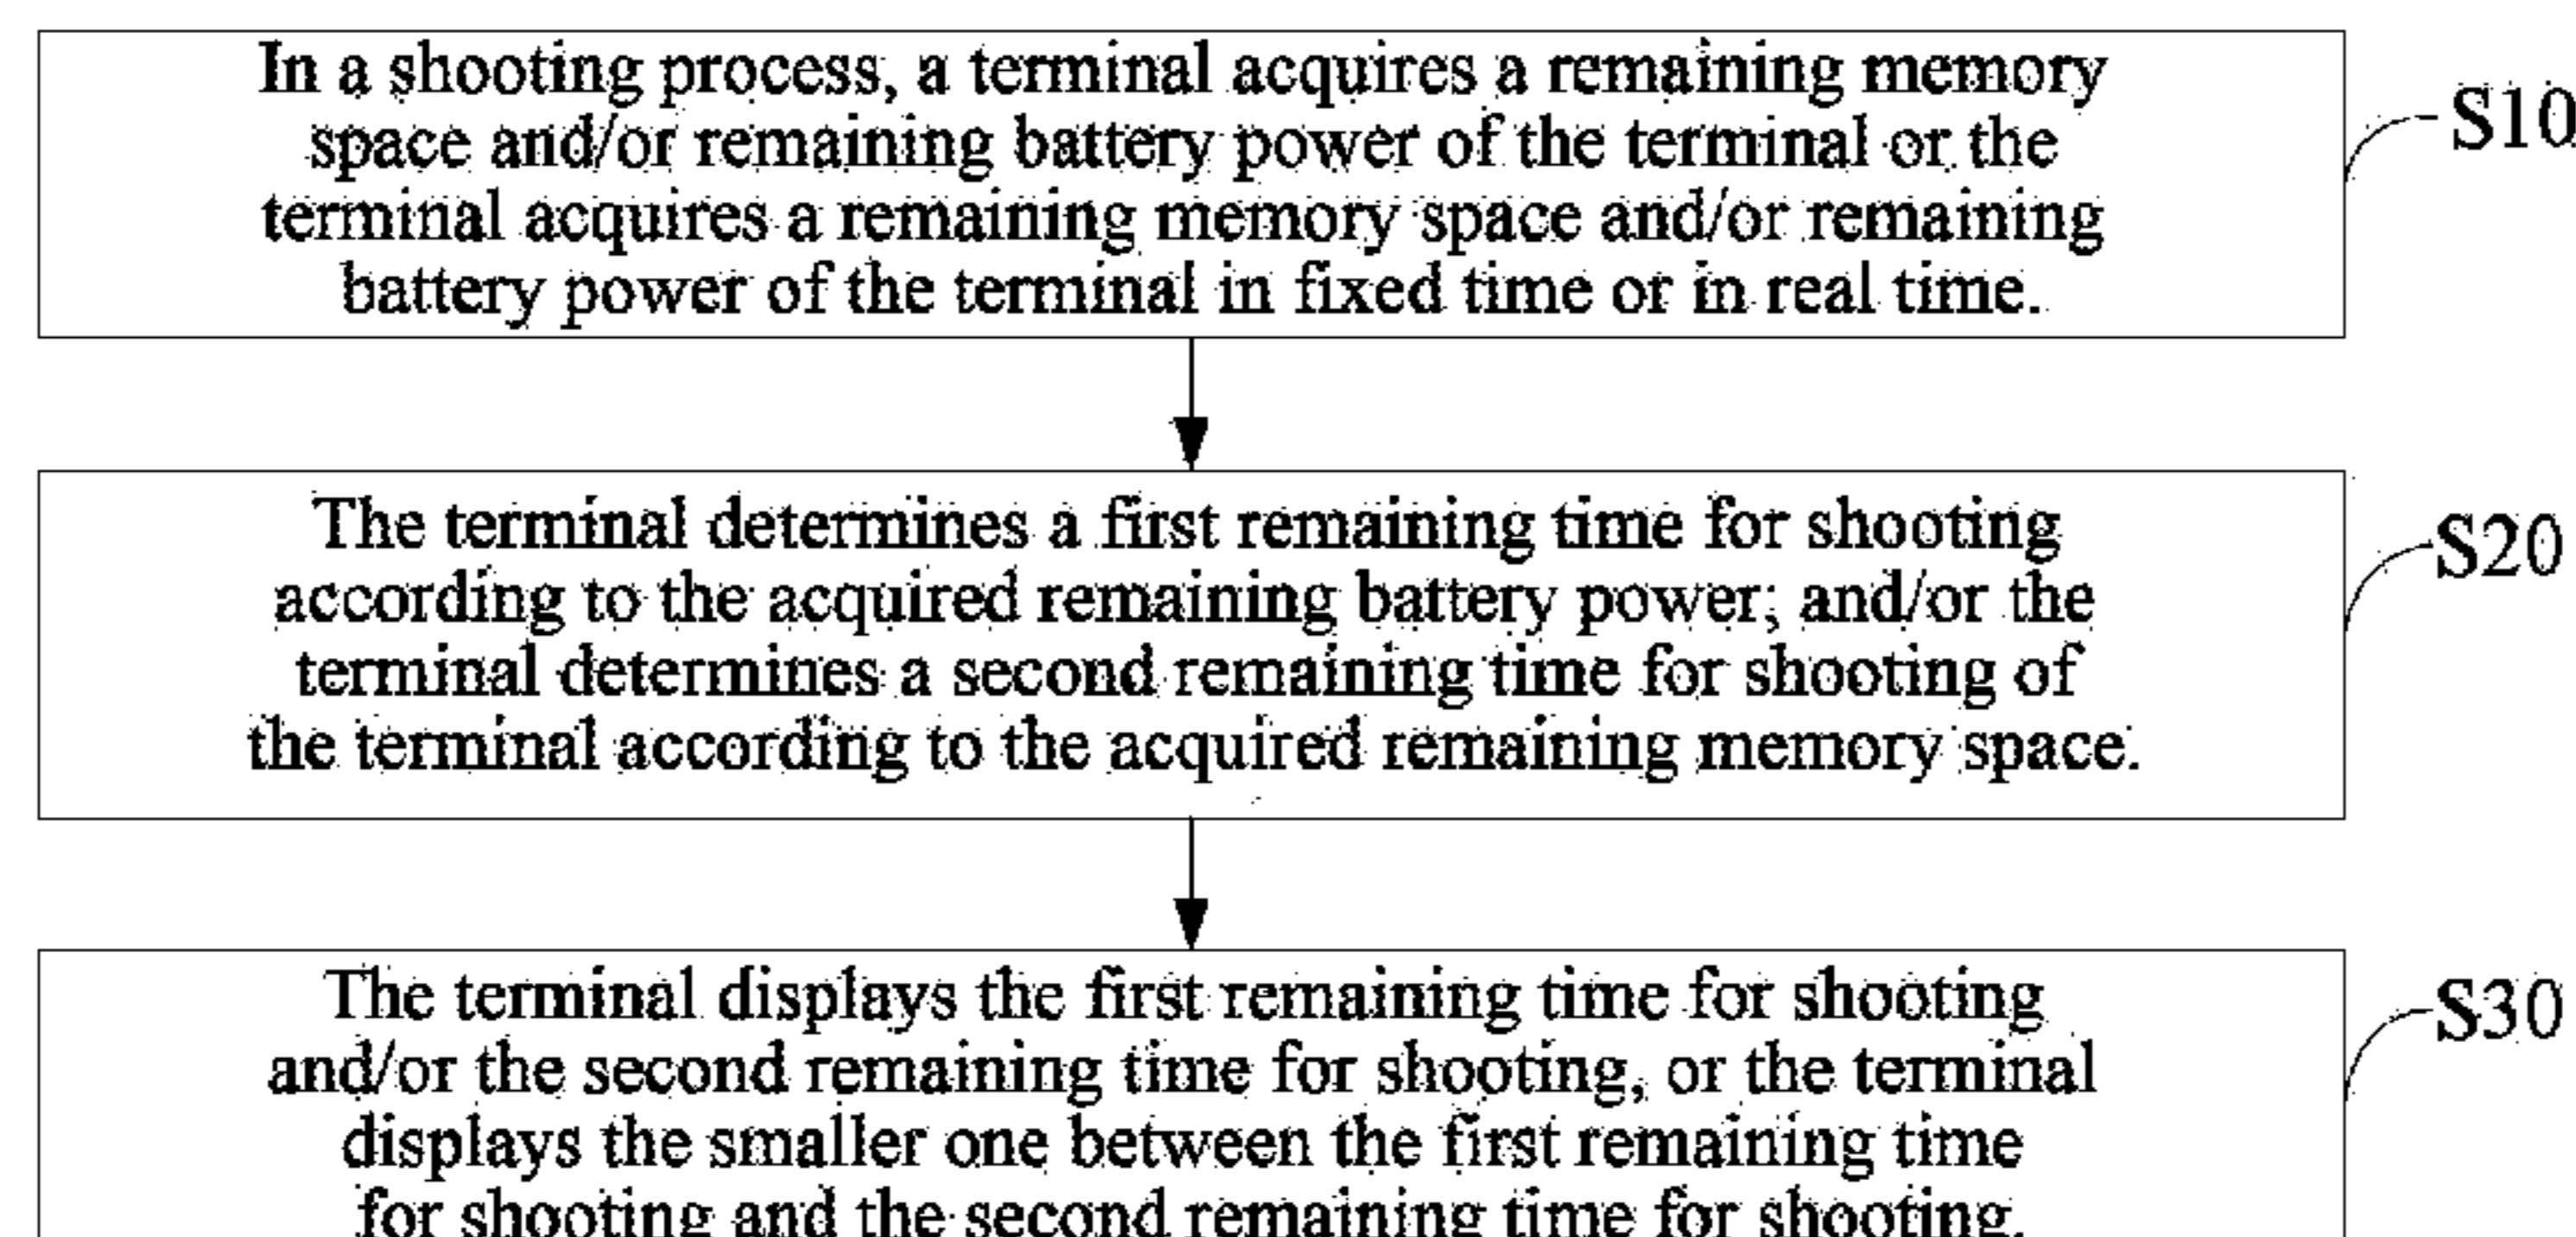 In a shooting process, a terminal acquires a remaining memory
space and/or remaining battery power of the terminal or the
terminal acquires a remaining memory space and/or remaining
battery power of the terminal in fixed time or in real time.
S10
The terminal determines a first remaining time for shooting
according to the acquired remaining battery power; and/or the
terminal determines a second remaining time for shooting of
the terminal according to the acquired remaining memory space.
S20
The terminal displays the first remaining time for shooting
and/or the second remaining time for shooting, or the terminal
displays the smaller one between the first remaining time
for shooting and the second remaining time for shooting.
S30